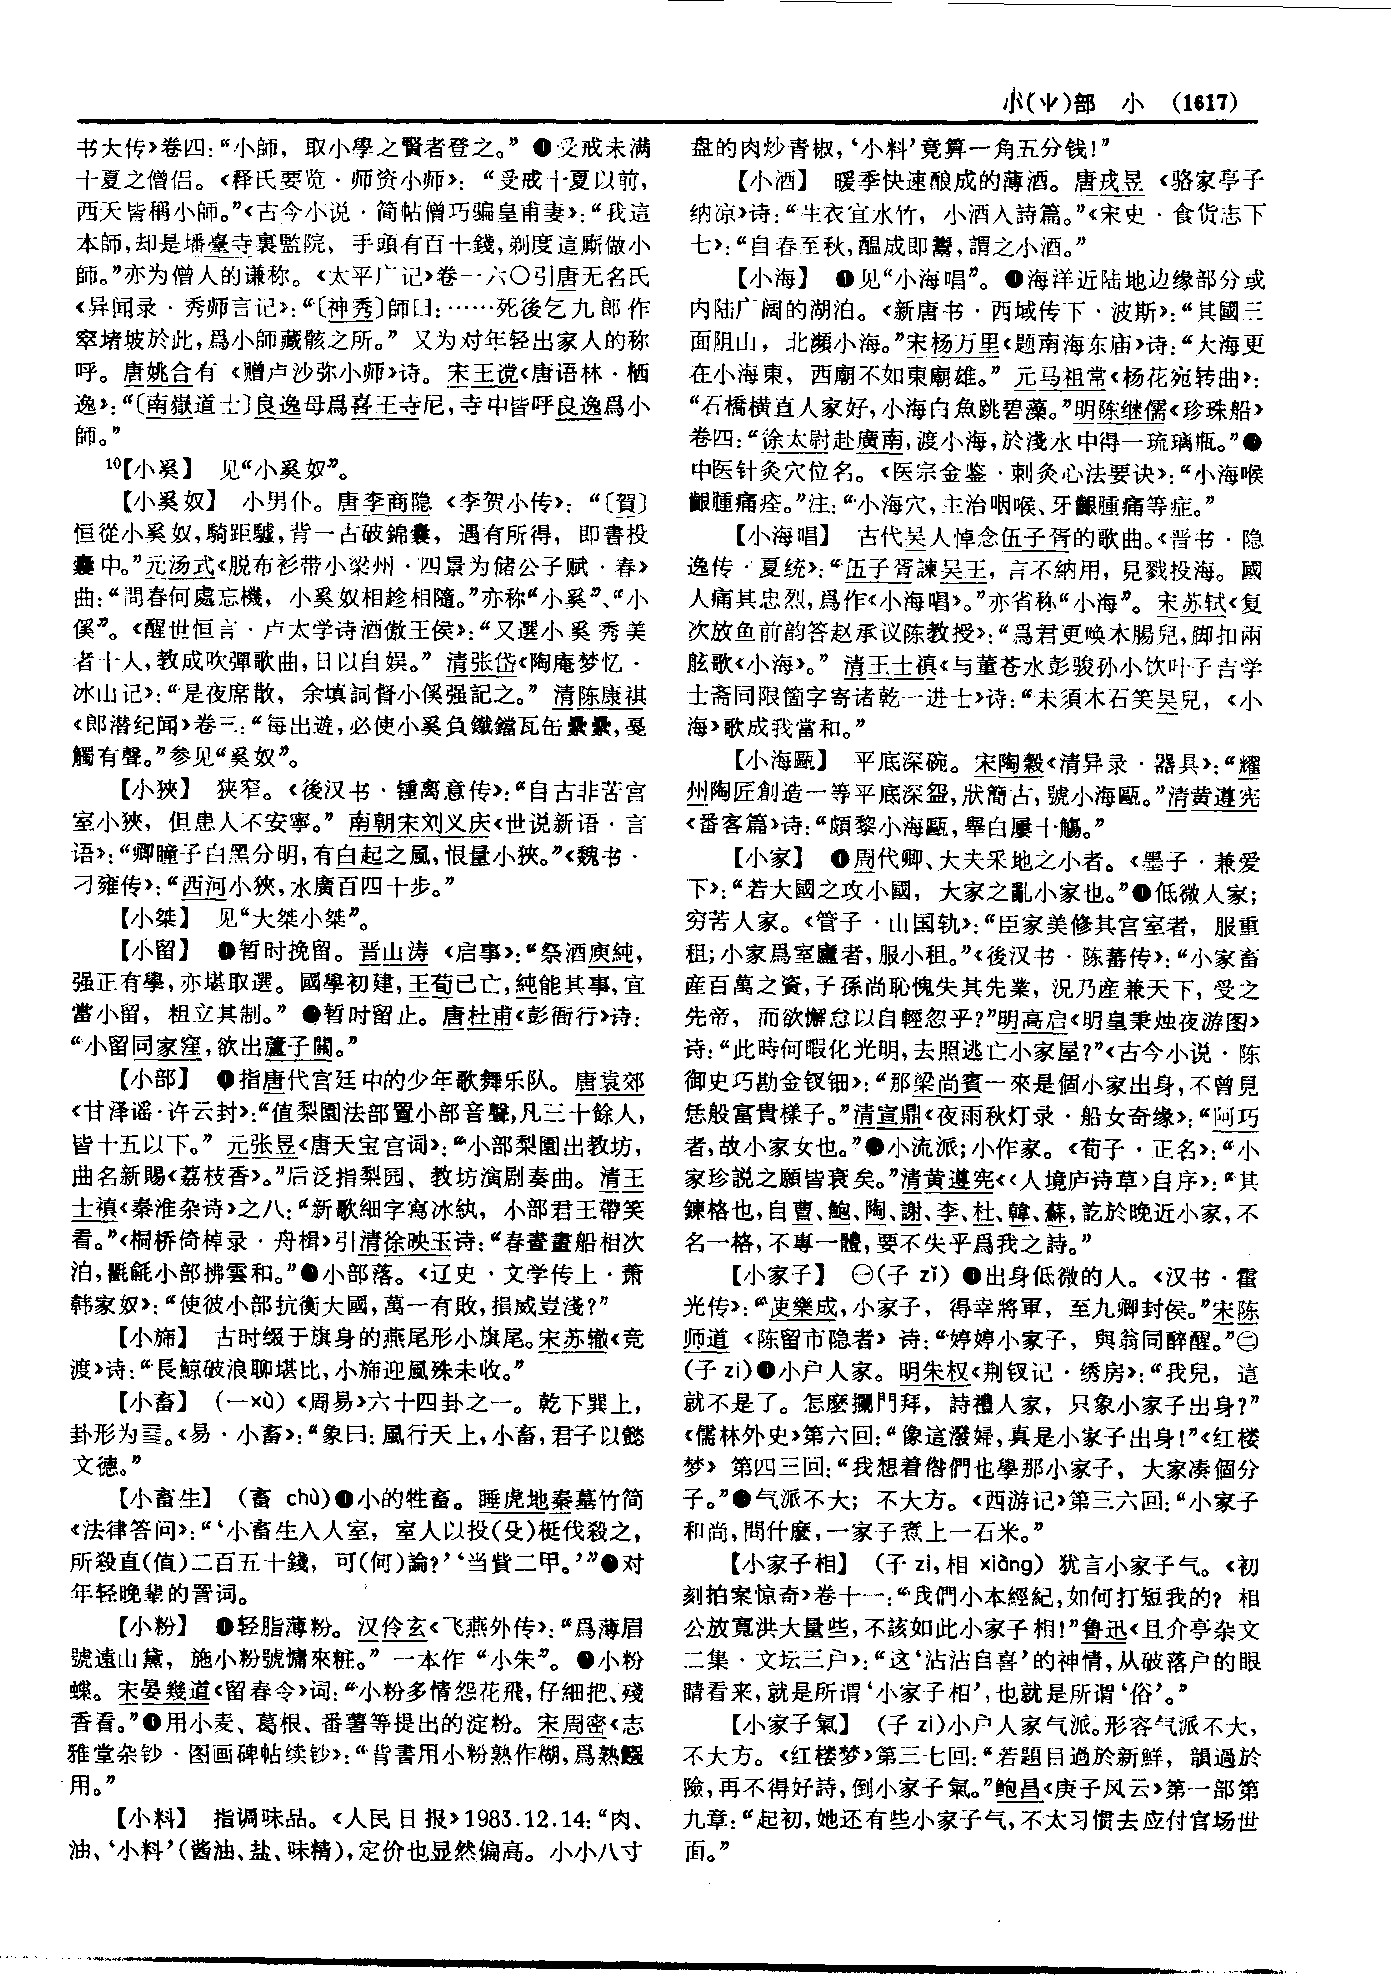 小(⺌)部 小 (1617)
书大传》卷四：“小師，取小學之賢者登之。” ❶受戒未满
十夏之僧侣。《释氏要览·师资小师》：“受戒十夏以前，
西天皆稱小師。”《古今小说·简帖僧巧骗皇甫妻》：“我這
本師，却是墦臺寺裏監院，手頭有百十錢，剃度這廝做小
師。”亦为僧人的谦称。《太平广记》卷一六〇引唐无名氏
《异闻录·秀师言记》：“〔神秀〕師曰：……死後乞九郎作
窣堵坡於此，爲小師藏骸之所。” 又为对年轻出家人的称
呼。唐姚合有《赠卢沙弥小师》诗。宋王谠《唐语林·栖
逸》：“〔南嶽道士〕良逸母爲喜王寺尼，寺中皆呼良逸爲小
師。”
¹⁰【小奚】 见“小奚奴”。
【小奚奴】 小男仆。唐李商隐《李贺小传》：“〔賀〕
恒從小奚奴，騎距驉，背一古破錦囊，遇有所得，即書投
囊中。”元汤式《脱布衫带小梁州·四景为储公子赋·春》
曲：“問春何處忘機，小奚奴相趁相隨。”亦称“小奚”、“小
傒”。《醒世恒言·卢太学诗酒傲王侯》：“又選小奚秀美
者十人，教成吹彈歌曲，日以自娱。” 清张岱《陶庵梦忆·
冰山记》：“是夜席散，余填詞督小傒强記之。” 清陈康祺
《郎潜纪闻》卷三：“每出遊，必使小奚負鐵鐺瓦缶纍纍，戛
觸有聲。”参见“奚奴”。
【小狹】 狭窄。《後汉书·锺离意传》：“自古非苦宫
室小狹，但患人不安寧。” 南朝宋刘义庆《世说新语·言
语》：“卿瞳子白黑分明，有白起之風，恨量小狹。”《魏书·
刁雍传》：“西河小狹，水廣百四十步。”
【小桀】 见“大桀小桀”。
【小留】 ❶暂时挽留。晋山涛《启事》：“祭酒庾純，
强正有學，亦堪取選。國學初建，王荀已亡，純能其事，宜
當小留，粗立其制。” ❷暂时留止。唐杜甫《彭衙行》诗：
“小留同家窪，欲出蘆子關。”
【小部】 ❶指唐代宫廷中的少年歌舞乐队。唐袁郊
《甘泽谣·许云封》：“值梨園法部置小部音聲，凡三十餘人，
皆十五以下。” 元张昱《唐天宝宫词》：“小部梨園出教坊，
曲名新賜《荔枝香》。”后泛指梨园、教坊演剧奏曲。清王
士禛《秦淮杂诗》之八：“新歌細字寫冰紈，小部君王帶笑
看。”《桐桥倚棹录·舟楫》引清徐映玉诗：“春晝畫船相次
泊，氍毹小部拂雲和。”❷小部落。《辽史·文学传上·萧
韩家奴》：“使彼小部抗衡大國，萬一有敗，損威豈淺？”
【小斾】 古时缀于旗身的燕尾形小旗尾。宋苏辙《竞
渡》诗：“長鯨破浪聊堪比，小斾迎風殊未收。”
【小畜】 （一xù）《周易》六十四卦之一。乾下巽上，
卦形为䷈。《易·小畜》：“象曰：風行天上，小畜，君子以懿
文德。”
【小畜生】 （畜 chù）❶小的牲畜。睡虎地秦墓竹简
《法律答问》：“‘小畜生入人室，室人以投(殳)梃伐殺之，
所殺直(值)二百五十錢，可(何)論？’‘当貲二甲。’”❷对
年轻晚辈的詈词。
【小粉】 ❶轻脂薄粉。汉伶玄《飞燕外传》：“爲薄眉
號遠山黛，施小粉號慵來粧。” 一本作“小朱”。❷小粉
蝶。宋晏幾道《留春令》词：“小粉多情怨花飛，仔細把、殘
香看。”❸用小麦、葛根、番薯等提出的淀粉。宋周密《志
雅堂杂钞·图画碑帖续钞》：“背書用小粉熟作糊，爲熟
用。”
【小料】 指调味品。《人民日报》1983.12.14：“肉、
油、‘小料’（酱油、盐、味精），定价也显然偏高。小小八寸
盘的肉炒青椒，‘小料’竟算一角五分钱！”
【小酒】 暖季快速酿成的薄酒。唐戎昱《骆家亭子
纳凉》诗：“生衣宜水竹，小酒入詩篇。”《宋史·食货志下
七》：“自春至秋，醖成即鬻，謂之小酒。”
【小海】 ❶见“小海唱”。❷海洋近陆地边缘部分或
内陆广阔的湖泊。《新唐书·西域传下·波斯》：“其國三
面阻山，北瀕小海。”宋杨万里《题南海东庙》诗：“大海更
在小海東，西廟不如東廟雄。” 元马祖常《杨花宛转曲》：
“石橋横直人家好，小海白魚跳碧藻。”明陈继儒《珍珠船》
卷四：“徐太尉赴廣南，渡小海，於淺水中得一琉璃瓶。”❸
中医针灸穴位名。《医宗金鉴·刺灸心法要诀》：“小海喉
齦腫痛痊。”注：“小海穴，主治咽喉、牙齦腫痛等症。”
【小海唱】 古代吴人悼念伍子胥的歌曲。《晋书·隐
逸传·夏统》：“伍子胥諫吴王，言不納用，見戮投海。國
人痛其忠烈，爲作《小海唱》。”亦省称“小海”。宋苏轼《复
次放鱼前韵答赵承议陈教授》：“爲君更唤木腸兒，脚扣兩
舷歌《小海》。” 清王士禛《与董苍水彭骏孙小饮叶子吉学
士斋同限箇字寄诸乾一进士》诗：“未須木石笑吴兒，《小
海》歌成我當和。”
【小海甌】 平底深碗。宋陶穀《清异录·器具》：“耀
州陶匠創造一等平底深盌，狀簡古，號小海甌。”清黄遵宪
《番客篇》诗：“頗黎小海甌，舉白屢十觴。”
【小家】 ❶周代卿、大夫采地之小者。《墨子·兼爱
下》：“若大國之攻小國，大家之亂小家也。”❷低微人家；
穷苦人家。《管子·山国轨》：“臣家美修其宫室者，服重
租；小家爲室廬者，服小租。”《後汉书·陈蕃传》：“小家畜
産百萬之資，子孫尚恥愧失其先業，況乃産兼天下，受之
先帝，而欲懈怠以自輕忽乎？”明高启《明皇秉烛夜游图》
诗：“此時何暇化光明，去照逃亡小家屋？”《古今小说·陈
御史巧勘金钗钿》：“那梁尚賓一來是個小家出身，不曾見
恁般富貴樣子。”清宣鼎《夜雨秋灯录·船女奇缘》：“阿巧
者，故小家女也。”❸小流派；小作家。《荀子·正名》：“小
家珍説之願皆衰矣。”清黄遵宪《〈人境庐诗草〉自序》：“其
鍊格也，自曹、鮑、陶、謝、李、杜、韓、蘇，訖於晚近小家，不
名一格，不專一體，要不失乎爲我之詩。”
【小家子】 ㊀（子 zǐ）❶出身低微的人。《汉书·霍
光传》：“使樂成，小家子，得幸將軍，至九卿封侯。”宋陈
师道《陈留市隐者》诗：“婷婷小家子，與翁同醉醒。”㊁
（子 zi）❶小户人家。明朱权《荆钗记·绣房》：“我兒，這
就不是了。怎麼攔門拜，詩禮人家，只象小家子出身？”
《儒林外史》第六回：“像這潑婦，真是小家子出身！”《红楼
梦》第四三回：“我想着咱們也學那小家子，大家凑個分
子。”❷气派不大；不大方。《西游记》第三六回：“小家子
和尚，問什麼，一家子煮上一石米。”
【小家子相】 （子 zi，相 xiàng）犹言小家子气。《初
刻拍案惊奇》卷十一：“我們小本經紀，如何打短我的？相
公放寬洪大量些，不該如此小家子相！”鲁迅《且介亭杂文
二集·文坛三户》：“这‘沾沾自喜’的神情，从破落户的眼
睛看来，就是所谓‘小家子相’，也就是所谓‘俗’。”
【小家子氣】 （子 zi）小户人家气派。形容气派不大，
不大方。《红楼梦》第三七回：“若題目過於新鮮，韻過於
險，再不得好詩，倒小家子氣。”鲍昌《庚子风云》第一部第
九章：“起初，她还有些小家子气，不太习惯去应付官场世
面。”